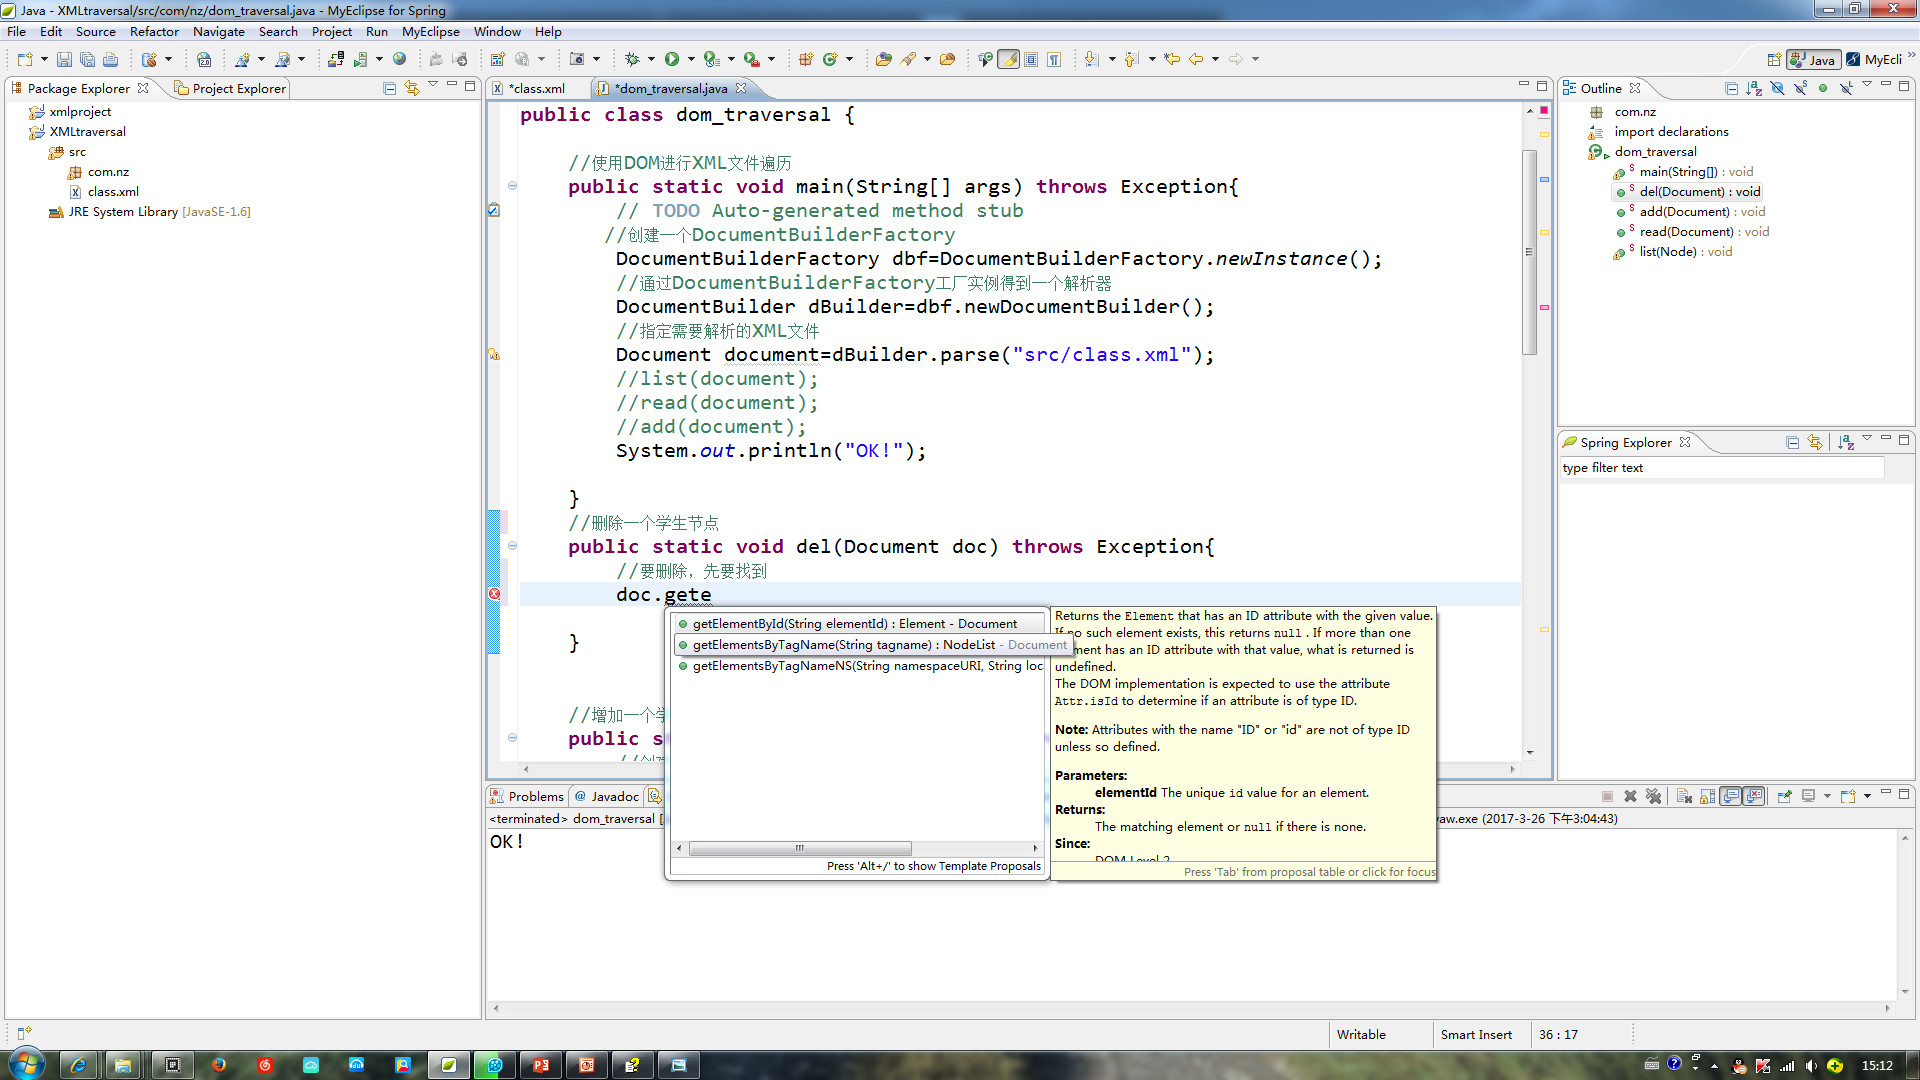 Java - XMLtraversal/src/com/nz/dom_traversal.java - MyEclipse for Spring
File Edit Source Refactor Navigate Search Project Run MyEclipse Window Help
Java MyEcli
Package Explorer
Project Explorer
xmlproject
XMLtraversal
src
com.nz
class.xml
JRE System Library [JavaSE-1.6]
*class.xml
*dom_traversal.java
public class dom_traversal {
//使用DOM进行XML文件遍历
public static void main(String[] args) throws Exception{
// TODO Auto-generated method stub
//创建一个DocumentBuilderFactory
DocumentBuilderFactory dbf=DocumentBuilderFactory.newInstance();
//通过DocumentBuilderFactory工厂实例得到一个解析器
DocumentBuilder dBuilder=dbf.newDocumentBuilder();
//指定需要解析的XML文件
Document document=dBuilder.parse("src/class.xml");
//list(document);
//read(document);
//add(document);
System.out.println("OK!");
}
//删除一个学生节点
public static void del(Document doc) throws Exception{
//要删除，先要找到
doc.gete
}
//增加一个学
public s
getElementById(String elementId) : Element - Document
getElementsByTagName(String tagname) : NodeList - Document
getElementsByTagNameNS(String namespaceURI, String loc
Press 'Alt+/' to show Template Proposals
Returns the Element that has an ID attribute with the given value.
If no such element exists, this returns null . If more than one
element has an ID attribute with that value, what is returned is
undefined.
The DOM implementation is expected to use the attribute
Attr.isId to determine if an attribute is of type ID.
Note: Attributes with the name "ID" or "id" are not of type ID
unless so defined.
Parameters:
elementId The unique id value for an element.
Returns:
The matching element or null if there is none.
Since:
DOM Level 2
Press 'Tab' from proposal table or click for focus
Outline
com.nz
import declarations
dom_traversal
main(String[]) : void
del(Document) : void
add(Document) : void
read(Document) : void
list(Node) : void
Spring Explorer
type filter text
Problems
@ Javadoc
<terminated> dom_traversal [
vaw.exe (2017-3-26 下午3:04:43)
OK!
Writable
Smart Insert
36 : 17
15:12